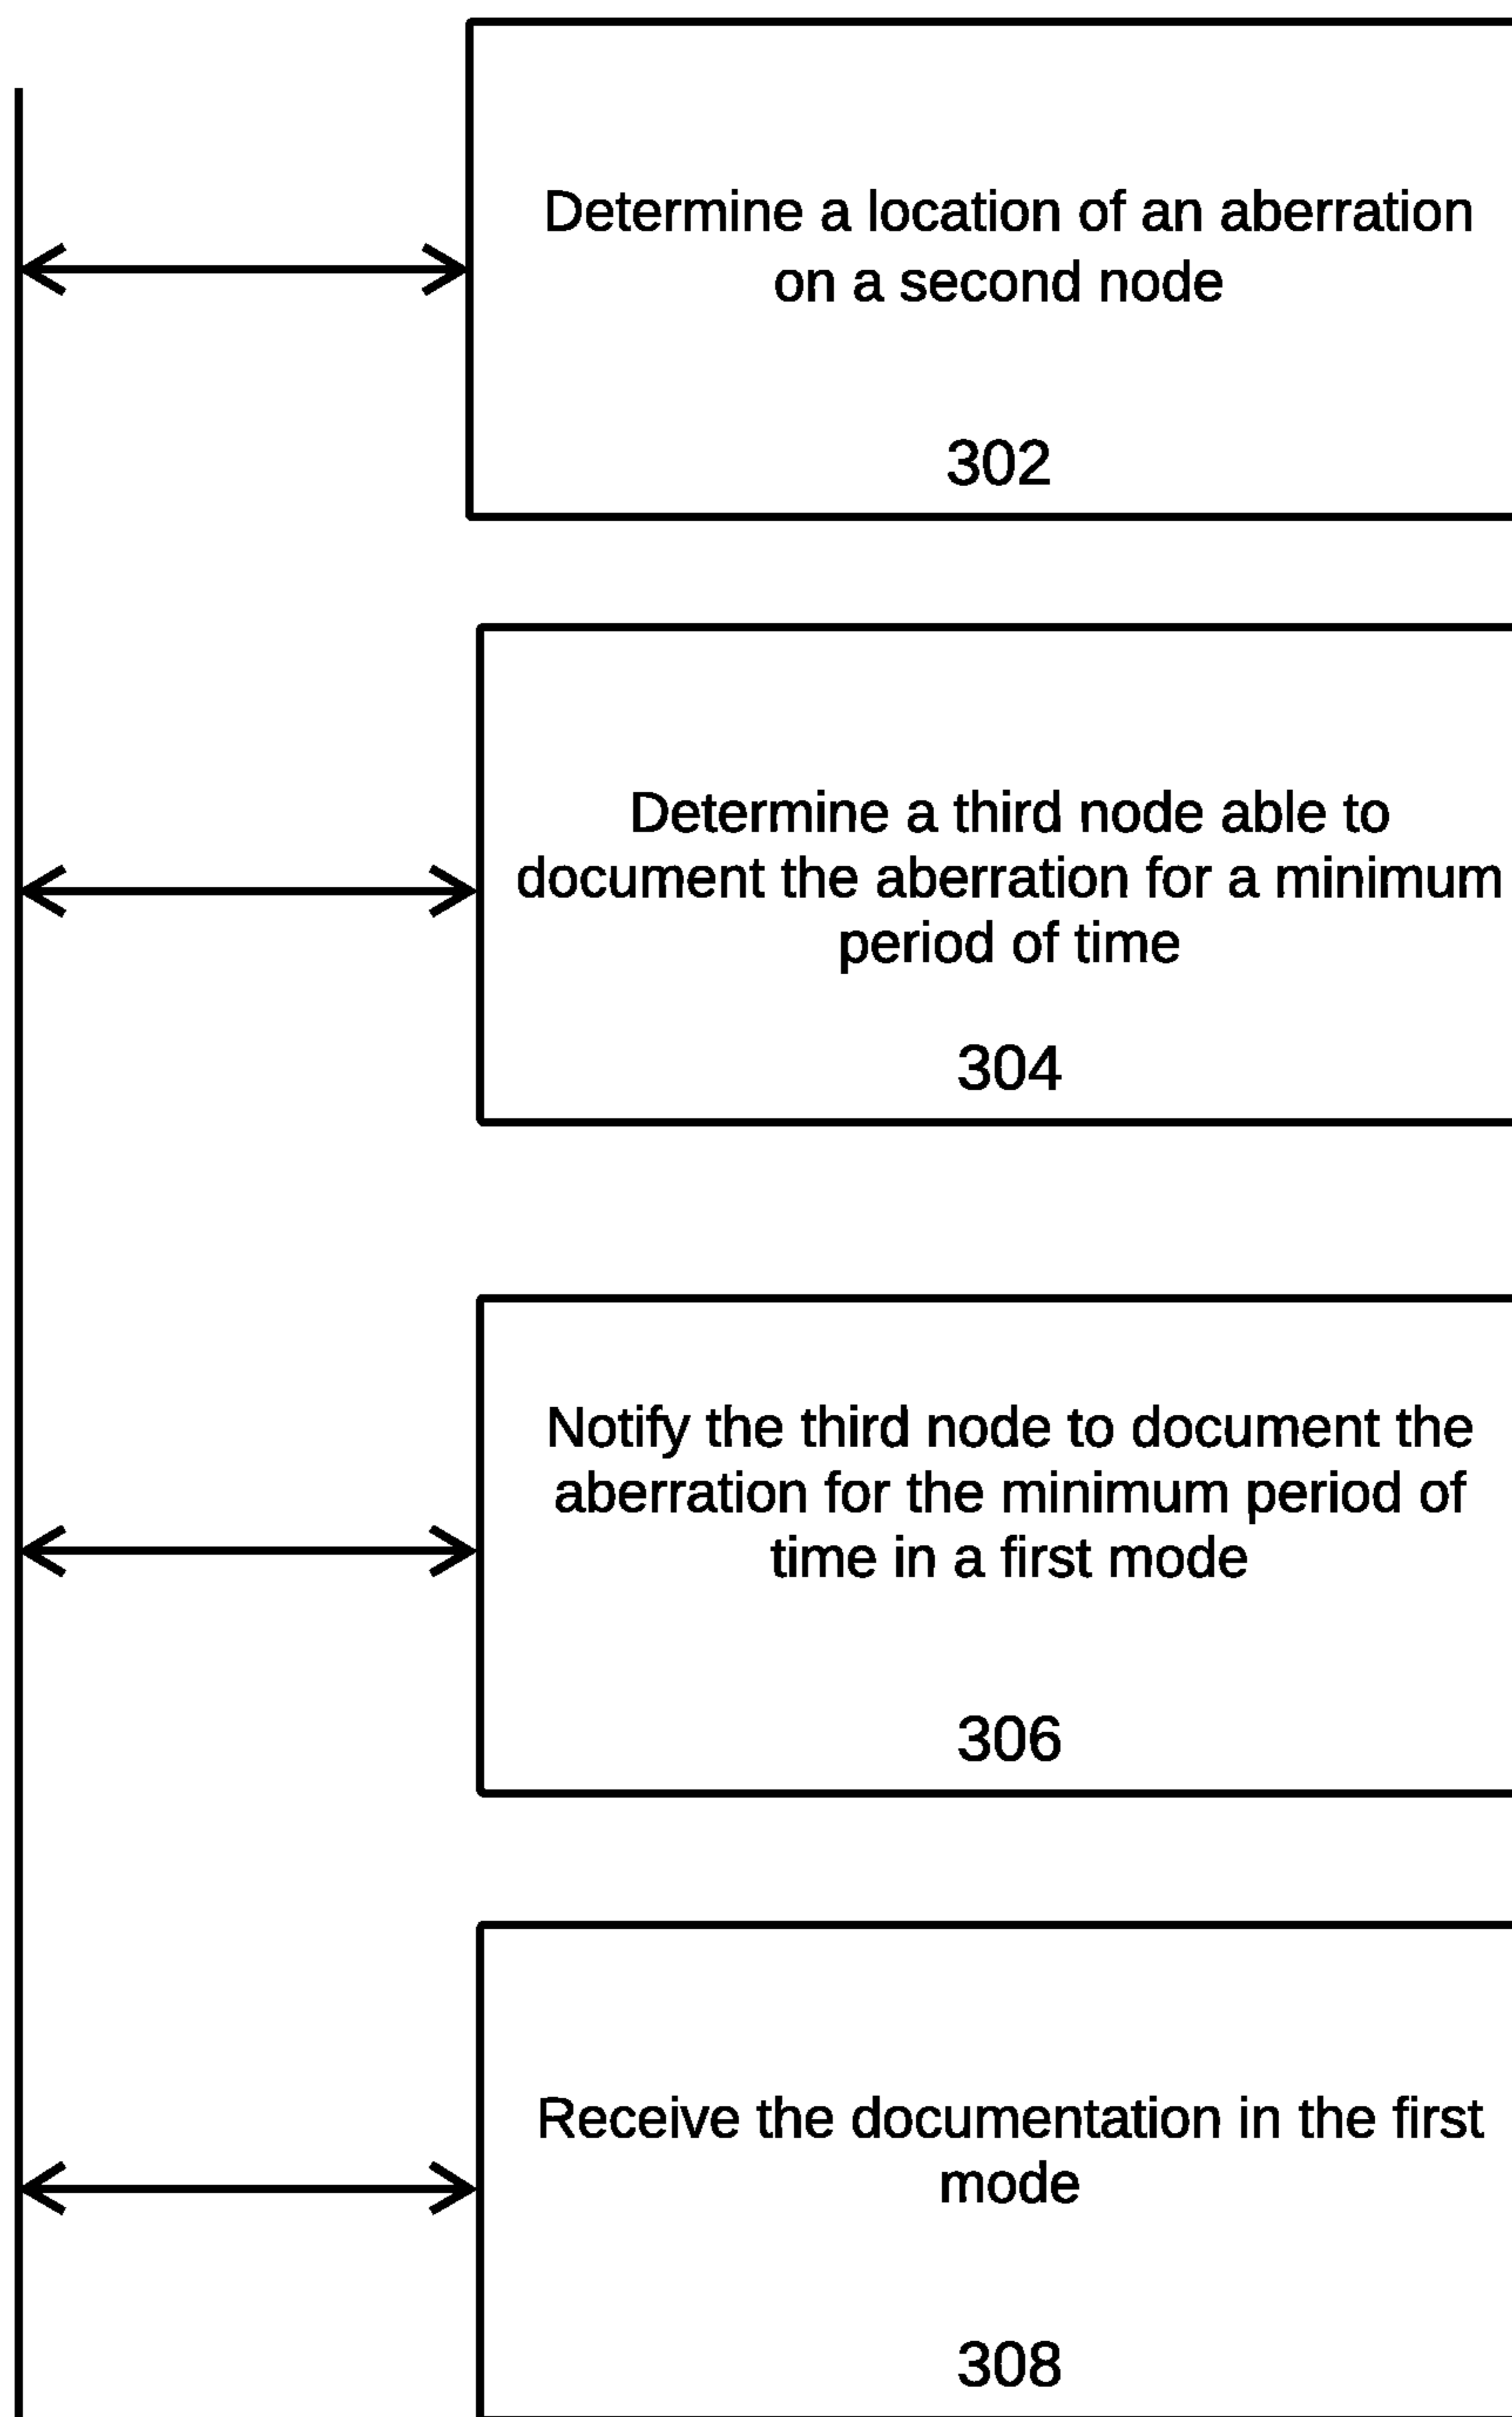 Determine a location of an aberration
on a second node
302
Determine a third node able to
document the aberration for a minimum
period of time
304
Notify the third node to document the
aberration for the minimum period of
time in a first mode
306
Receive the documentation in the first
mode
308